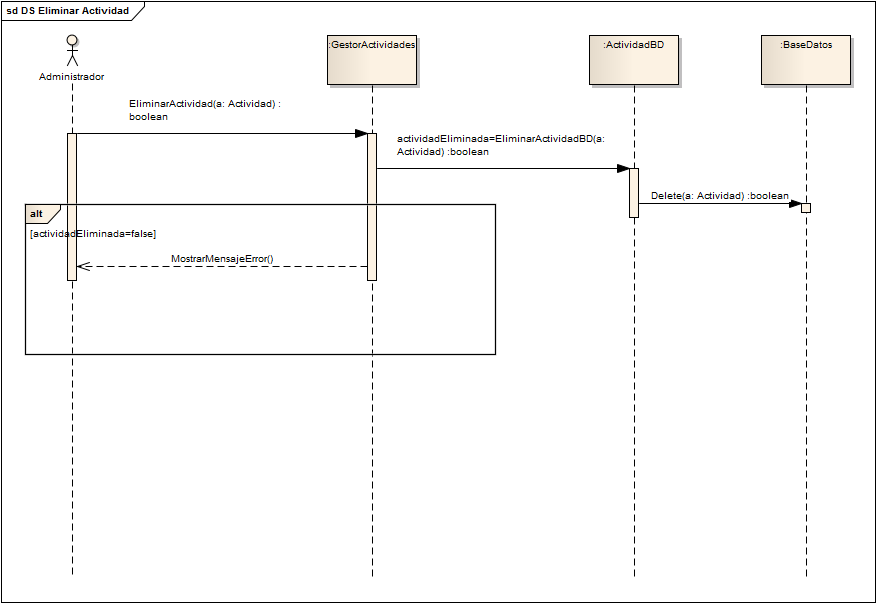 sd DS Eliminar Actividad
Administrador
:GestorActividades
:ActividadBD
:BaseDatos
EliminarActividad(a: Actividad) :
boolean
actividadEliminada=EliminarActividadBD(a:
Actividad) :boolean
Delete(a: Actividad) :boolean
alt
[actividadEliminada=false]
MostrarMensajeError()